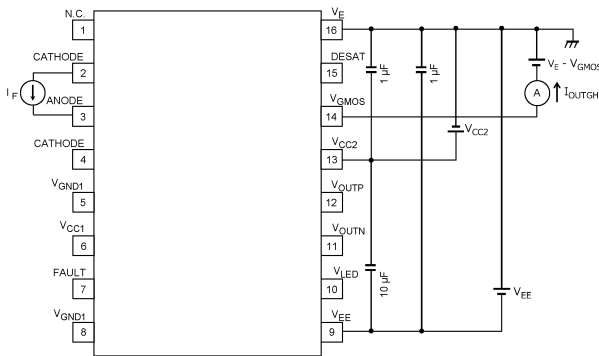 N.C.
1
CATHODE
2
I F
ANODE
3
CATHODE
4
VGND1
5
VCC1
6
FAULT
7
VGND1
8
VE
16
DESAT
15
VGMOS
14
VCC2
13
VOUTP
12
VOUTN
11
VLED
10
VEE
9
1 µF
1 µF
10 µF
VCC2
VEE
VE - VGMOS
A
IOUTGH